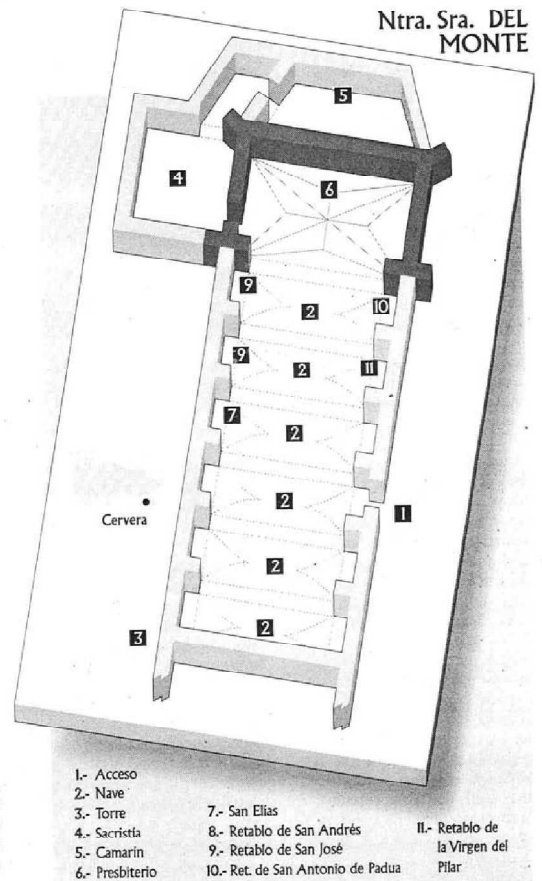 Ntra. Sra. DEL
MONTE
5
4
6
9
2
10
9
2
11
7
2
2
1
Cervera
2
3
2
1.- Acceso
2.- Nave
3.- Torre
4.- Sacristía
5.- Camarín
6.- Presbiterio
7.- San Elías
8.- Retablo de San Andrés
9.- Retablo de San José
10.- Ret. de San Antonio de Padua
11.- Retablo de
la Virgen del
Pilar